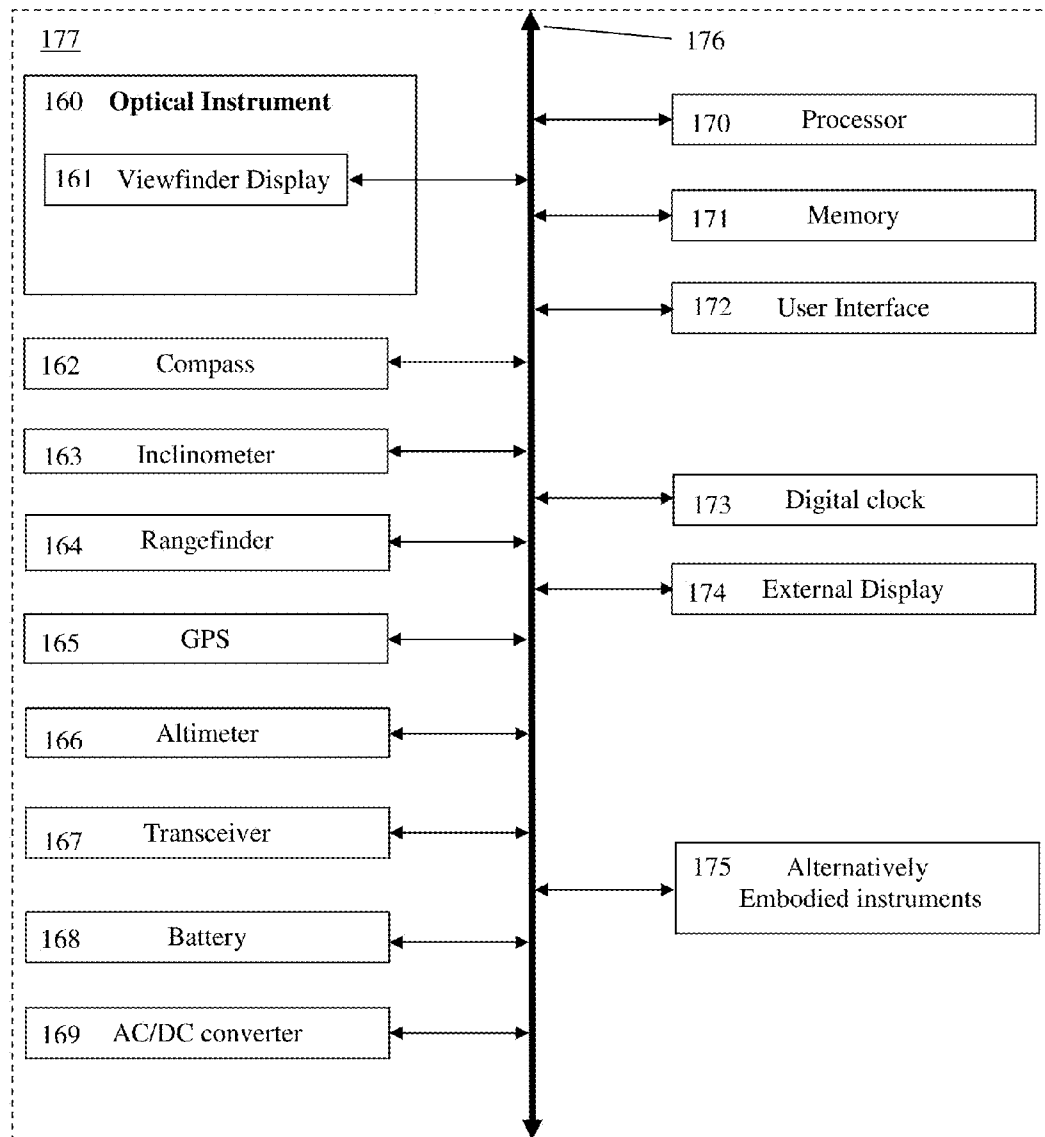 177
176
160 Optical Instrument
161 Viewfinder Display
162 Compass
163 Inclinometer
164 Rangefinder
165 GPS
166 Altimeter
167 Transceiver
168 Battery
169 AC/DC converter
170 Processor
171 Memory
172 User Interface
173 Digital clock
174 External Display
175 Alternatively
Embodied instruments